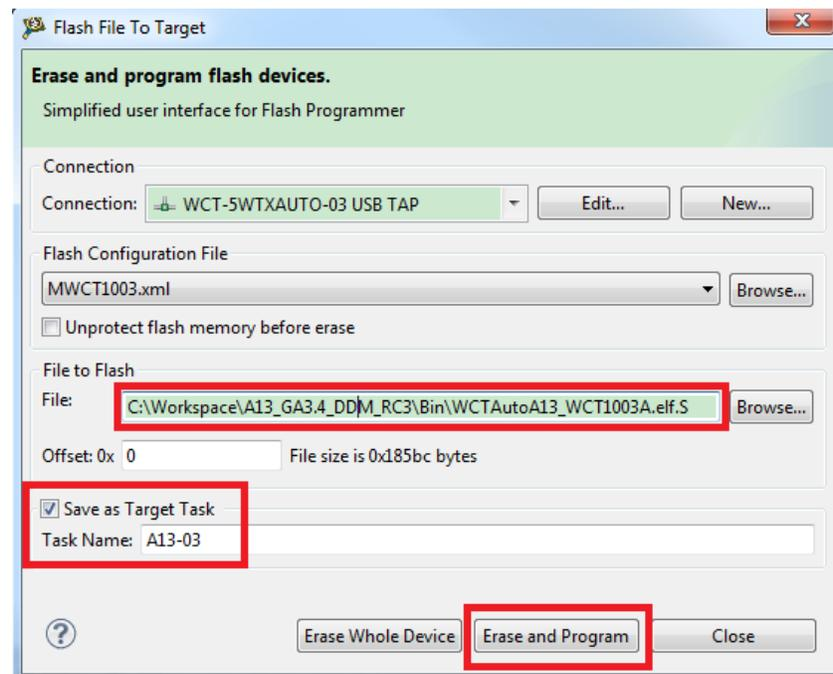 Flash File To Target
Erase and program flash devices.
Simplified user interface for Flash Programmer
Connection
Connection: WCT-5WTXAUTO-03 USB TAP Edit... New...
Flash Configuration File
MWCT1003.xml Browse...
Unprotect flash memory before erase
File to Flash
File: C:\Workspace\A13_GA3.4_DDM_RC3\Bin\WCTAutoA13_WCT1003A.elf.S Browse...
Offset: 0x 0 File size is 0x185bc bytes
Save as Target Task
Task Name: A13-03
Erase Whole Device Erase and Program Close